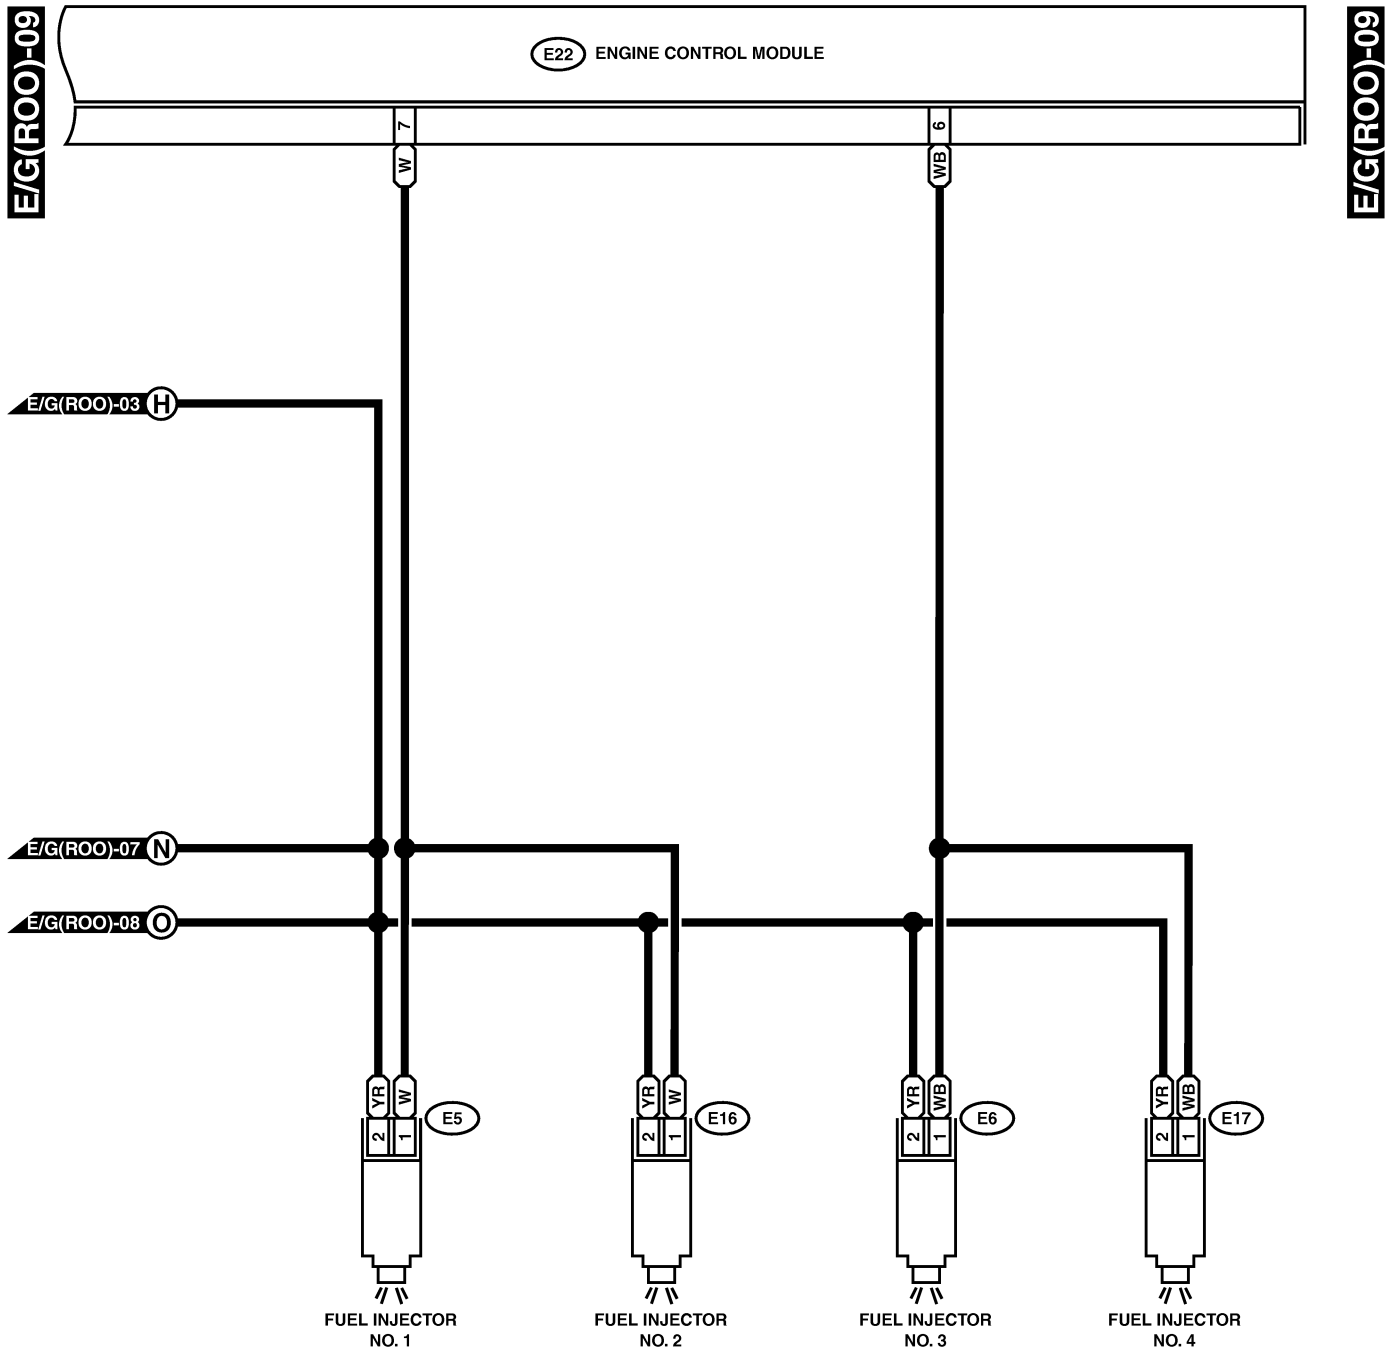 E/G(ROO)-09
E/G(ROO)-09
E22 ENGINE CONTROL MODULE
7
6
W
WB
E/G(ROO)-03 H
E/G(ROO)-07 N
E/G(ROO)-08 O
YR W
YR W
YR WB
YR WB
E5
E16
E6
E17
2 1
2 1
2 1
2 1
FUEL INJECTOR
NO. 1
FUEL INJECTOR
NO. 2
FUEL INJECTOR
NO. 3
FUEL INJECTOR
NO. 4